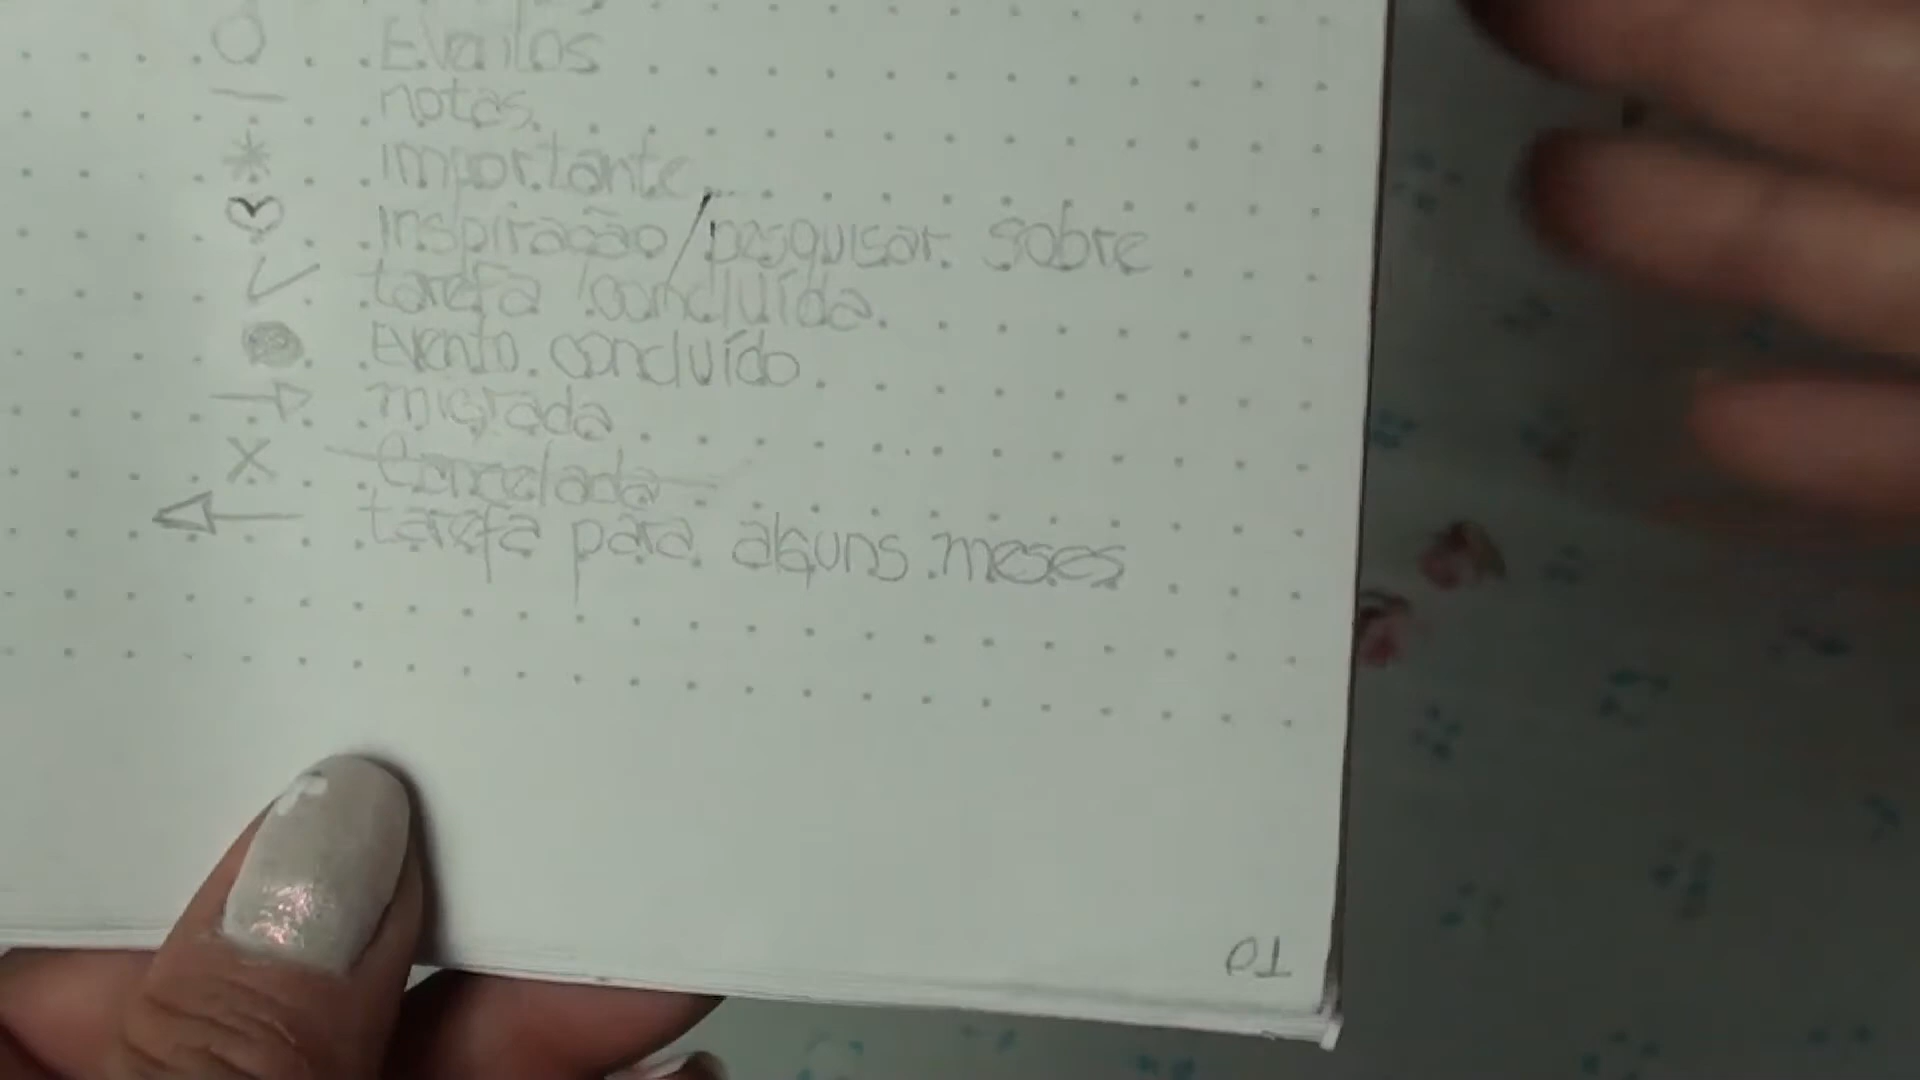 Eventos
notas
importante
inspiração/pesquisar sobre
tarefa concluída
Evento concluído
migrada
Cancelada
tarefa para alguns meses
01